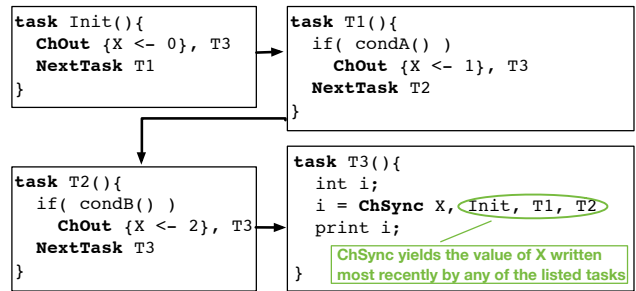 task Init(){
ChOut {X <- 0}, T3
NextTask T1
}
task T1(){
if( condA() )
ChOut {X <- 1}, T3
NextTask T2
}
task T2(){
if( condB() )
ChOut {X <- 2}, T3
NextTask T3
}
task T3(){
int i;
i = ChSync X, Init, T1, T2
print i;
ChSync yields the value of X written
most recently by any of the listed tasks
}